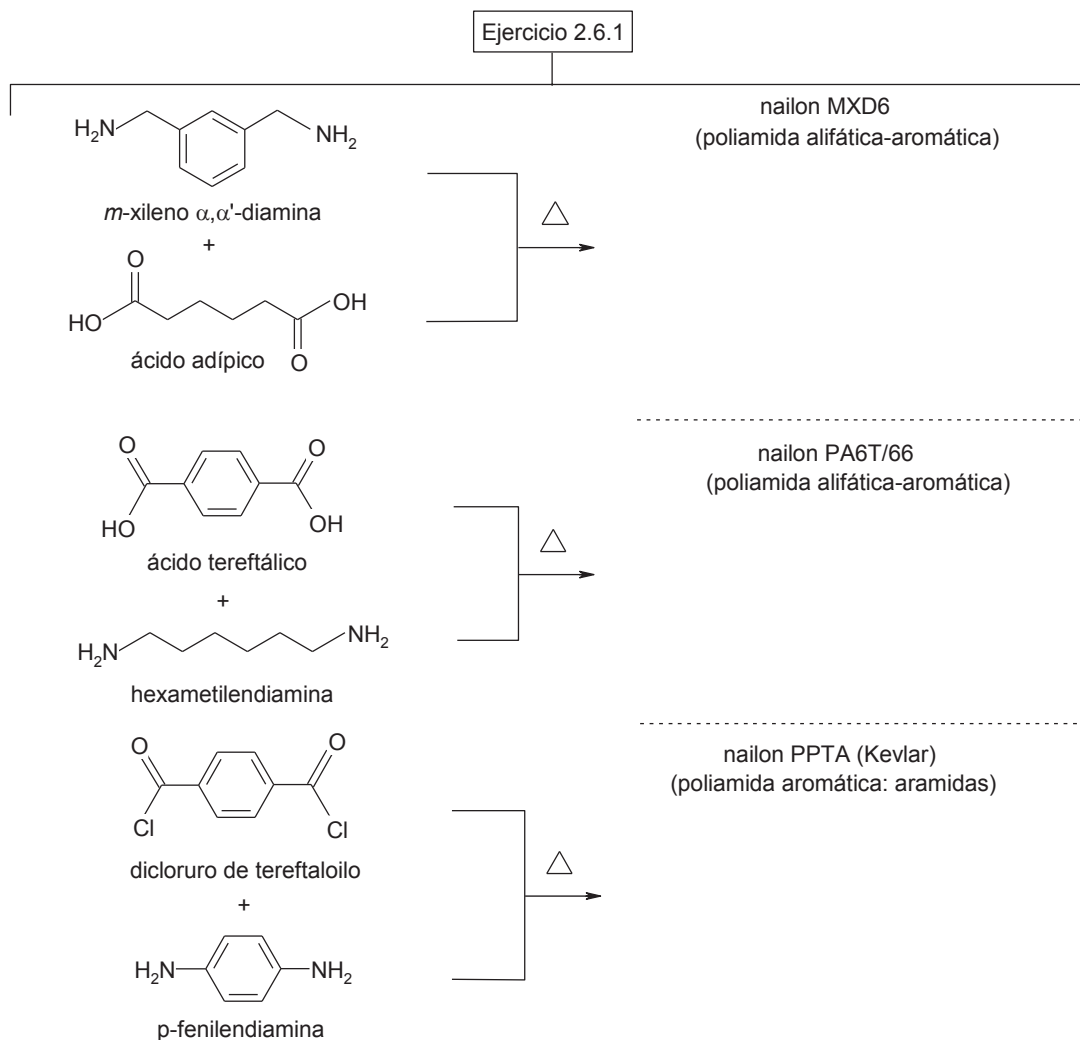 Ejercicio 2.6.1
H₂N
NH₂
m-xileno α,α'-diamina
+
O
HO
OH
O
ácido adípico
△
nailon MXD6
(poliamida alifática-aromática)
O
O
HO
OH
ácido tereftálico
+
H₂N
NH₂
hexametilendiamina
△
nailon PA6T/66
(poliamida alifática-aromática)
O
O
Cl
Cl
dicloruro de tereftaloilo
+
H₂N
NH₂
p-fenilendiamina
△
nailon PPTA (Kevlar)
(poliamida aromática: aramidas)